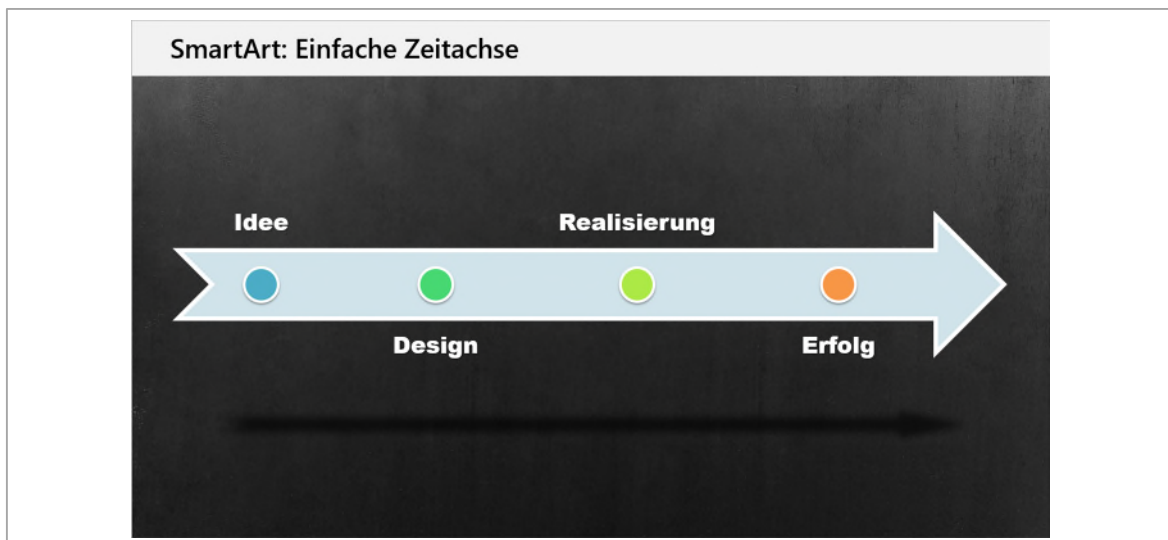 SmartArt: Einfache Zeitachse
Idee
Realisierung
Design
Erfolg